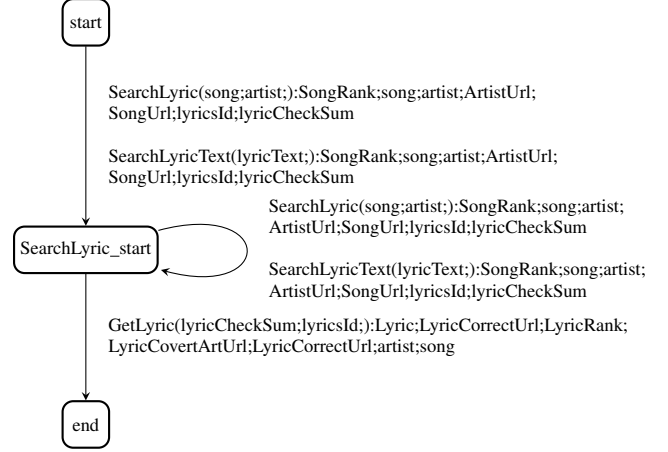 start
SearchLyric(song;artist;):SongRank;song;artist;ArtistUrl;
SongUrl;lyricsId;lyricCheckSum
SearchLyricText(lyricText;):SongRank;song;artist;ArtistUrl;
SongUrl;lyricsId;lyricCheckSum
SearchLyric_start
SearchLyric(song;artist;):SongRank;song;artist;
ArtistUrl;SongUrl;lyricsId;lyricCheckSum
SearchLyricText(lyricText;):SongRank;song;artist;
ArtistUrl;SongUrl;lyricsId;lyricCheckSum
GetLyric(lyricCheckSum;lyricsId;):Lyric;LyricCorrectUrl;LyricRank;
LyricCovertArtUrl;LyricCorrectUrl;artist;song
end